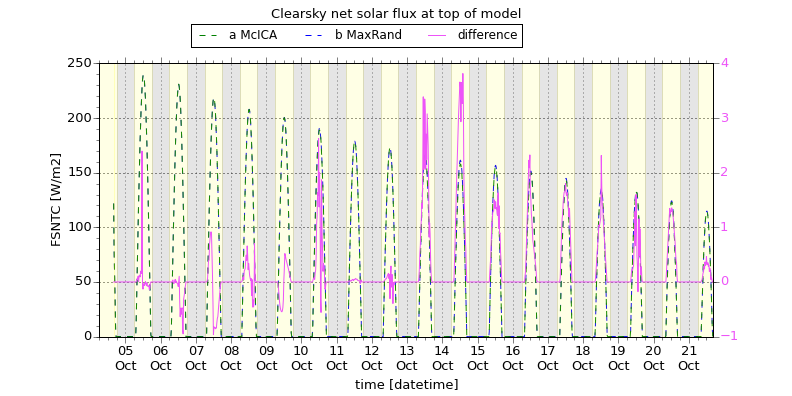 Clearsky net solar flux at top of model
a McICA b MaxRand difference
FSNTC [W/m2]
250
200
150
100
50
0
4
3
2
1
0
−1
05 06 07 08 09 10 11 12 13 14 15 16 17 18 19 20 21
Oct Oct Oct Oct Oct Oct Oct Oct Oct Oct Oct Oct Oct Oct Oct Oct Oct
time [datetime]